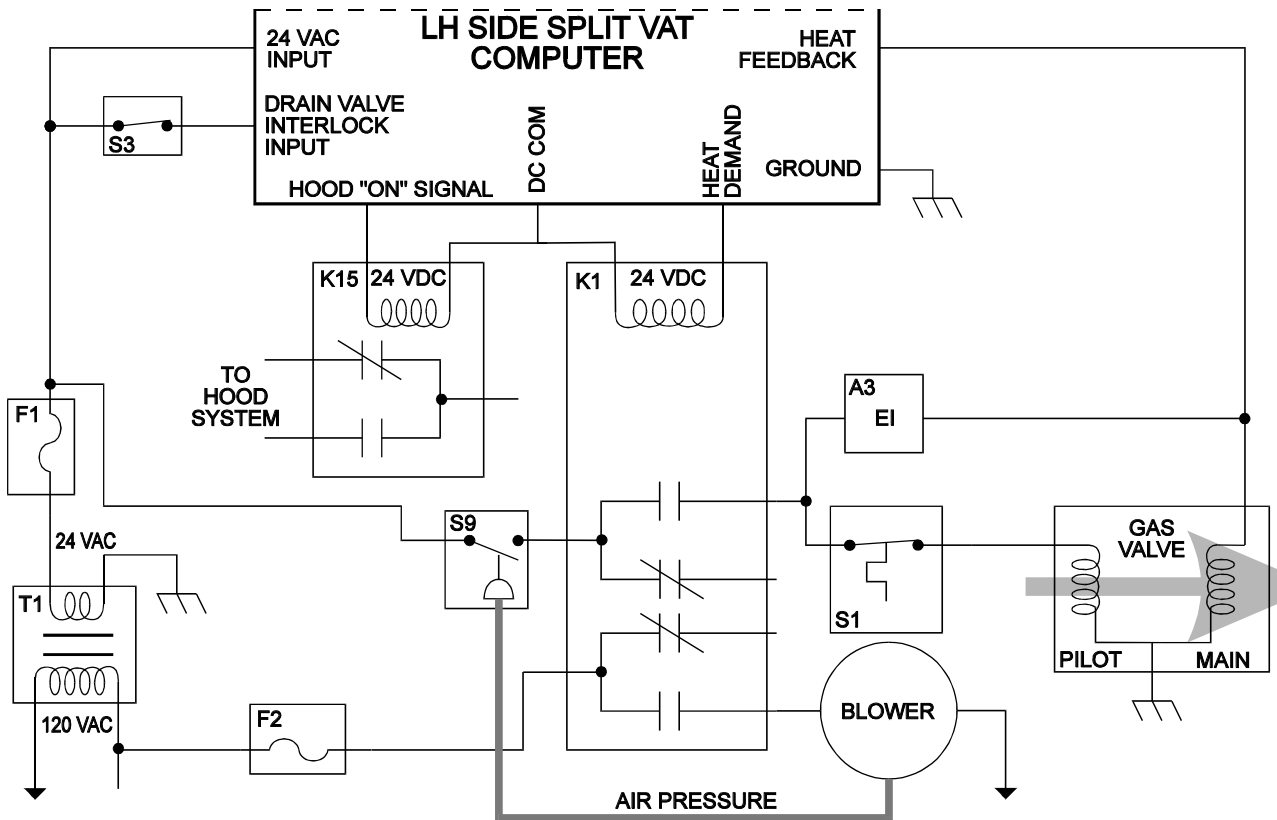 LH SIDE SPLIT VAT
COMPUTER
24 VAC
INPUT
HEAT
FEEDBACK
DRAIN VALVE
INTERLOCK
INPUT
S3
DC COM
HEAT
DEMAND
GROUND
HOOD "ON" SIGNAL
K15
24 VDC
K1
24 VDC
TO
HOOD
SYSTEM
A3
EI
F1
S9
GAS
VALVE
24 VAC
T1
S1
PILOT
MAIN
120 VAC
F2
BLOWER
AIR PRESSURE